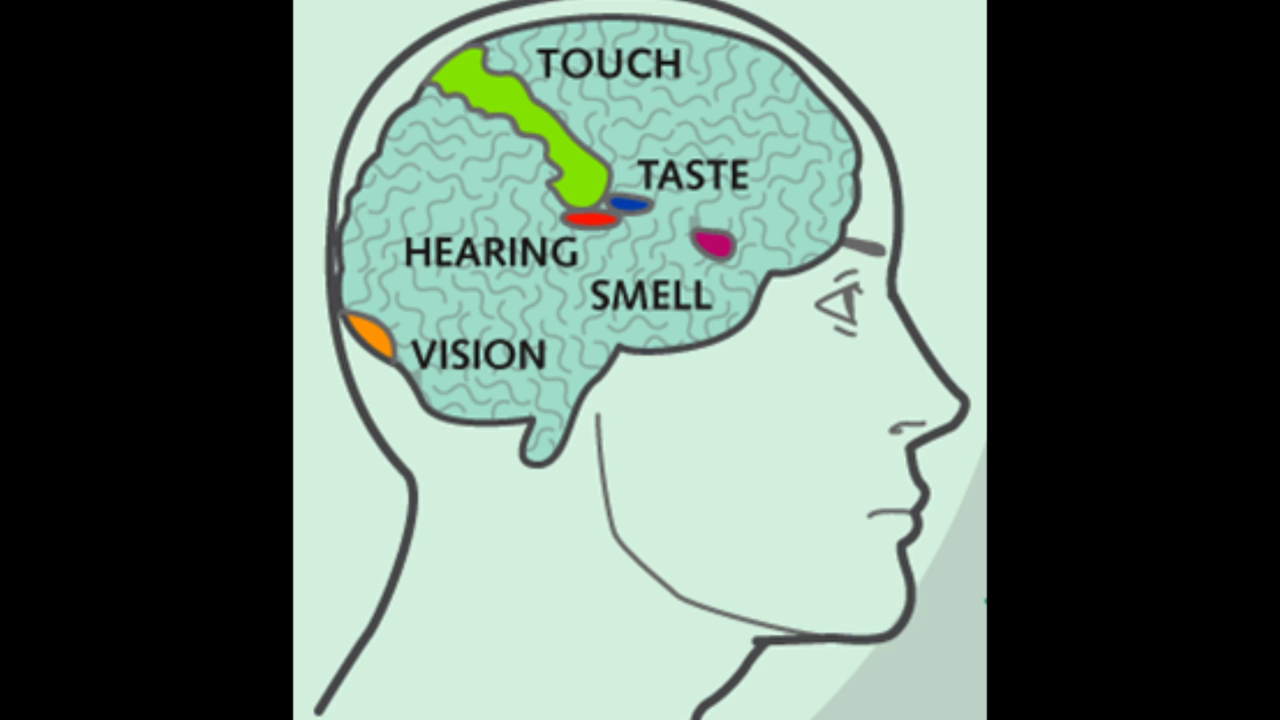 TOUCH
TASTE
HEARING
SMELL
VISION